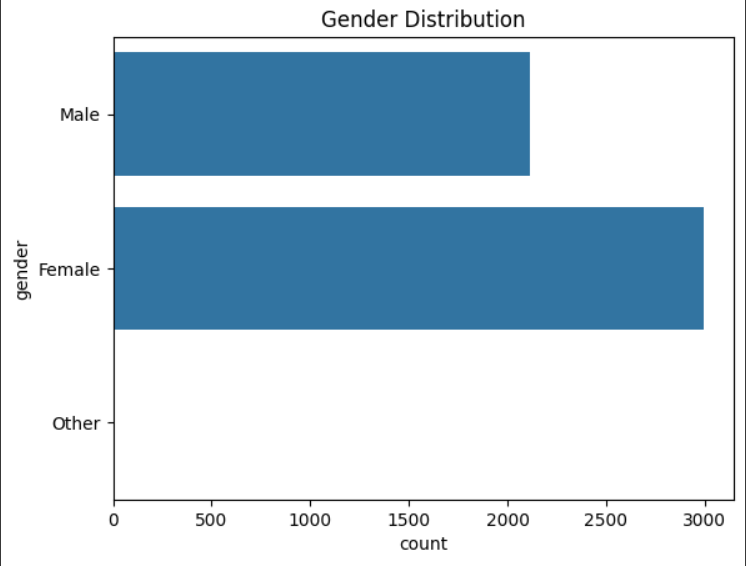 Gender Distribution
Male
Female
Other
gender
0 500 1000 1500 2000 2500 3000
count